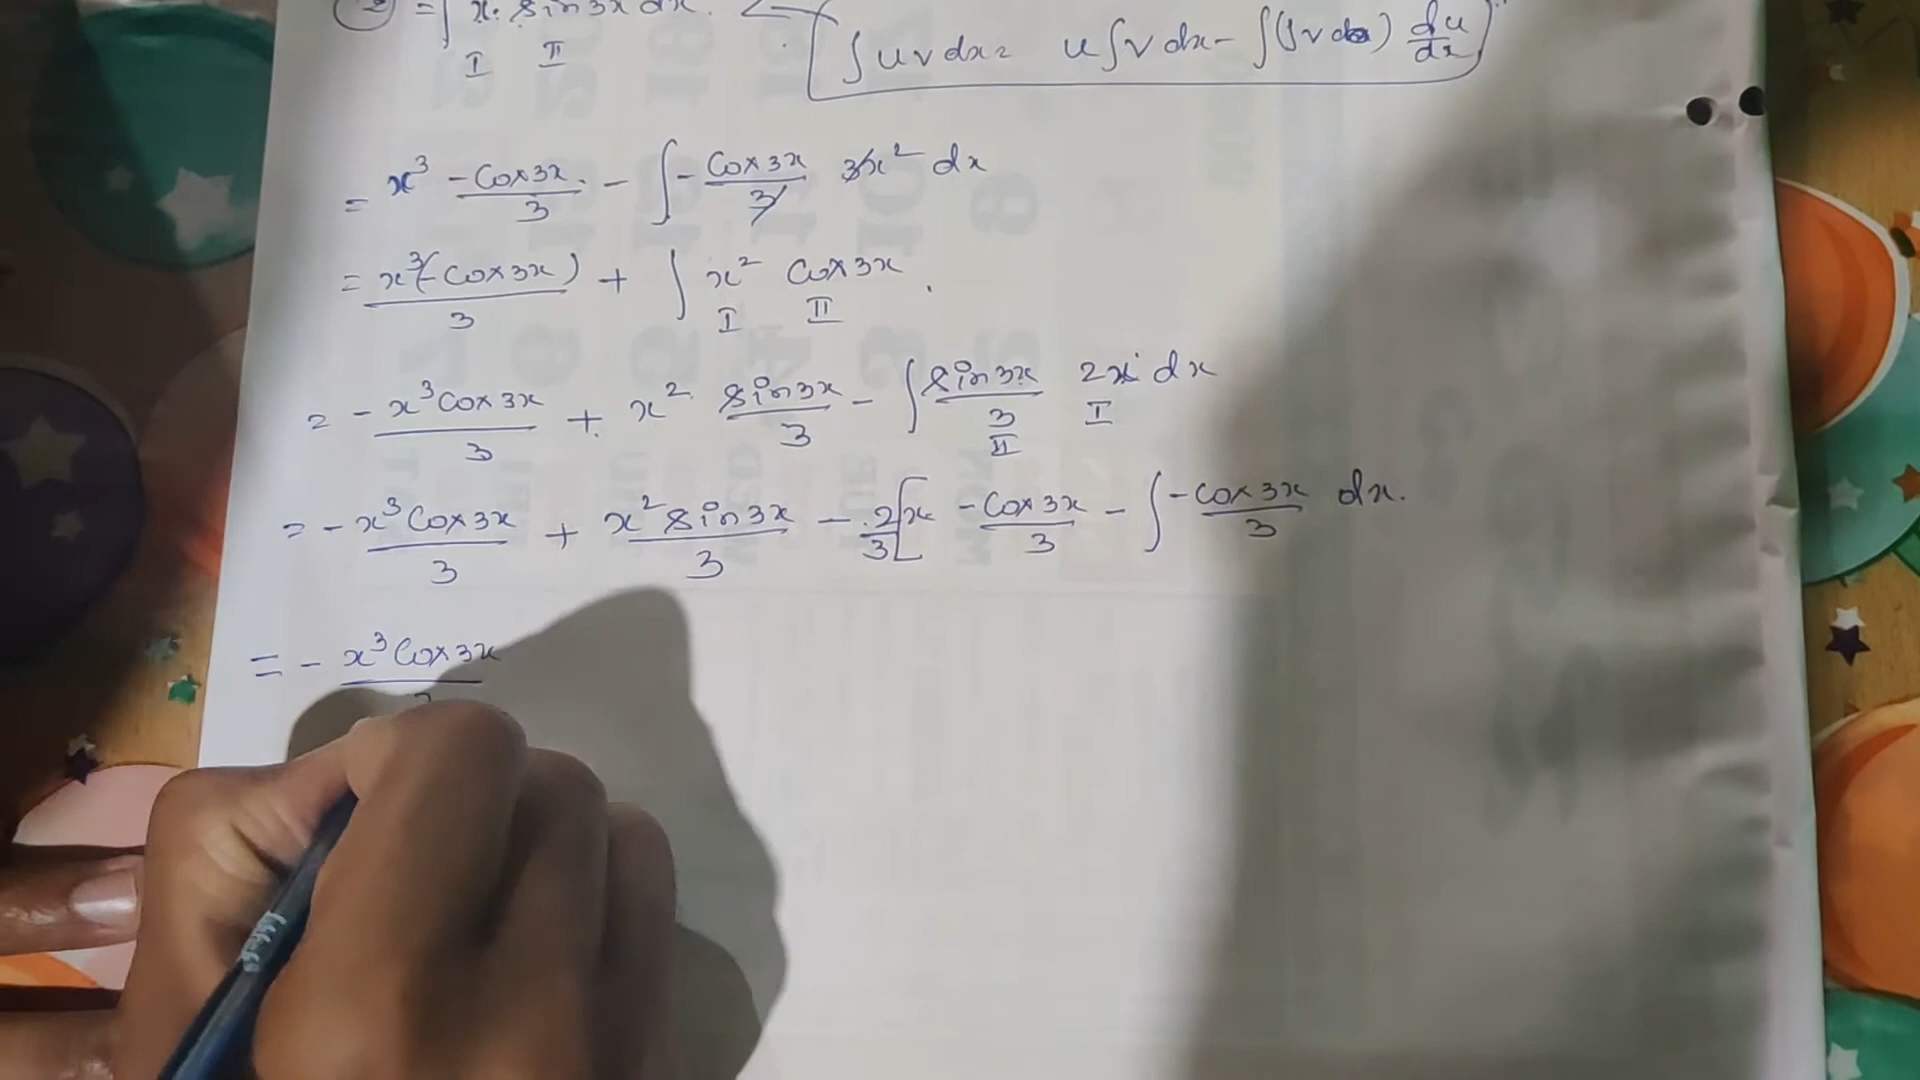 ② = ∫ x. sin 3x dx.
I II
∫ u v dx = u ∫ v dx - ∫ (∫ v dx) du/dx
= x³ -Cos 3x/3 - ∫ -Cos 3x/3 3x² dx
= x³(-Cos 3x)/3 + ∫ x² Cos 3x.
I II
= -x³ Cos 3x/3 + x² sin 3x/3 - ∫ sin 3x/3 2x dx
II I
= -x³ Cos 3x/3 + x² sin 3x/3 - 2/3 [x -Cos 3x/3 - ∫ -Cos 3x/3 dx.
= - x³ Cos 3x